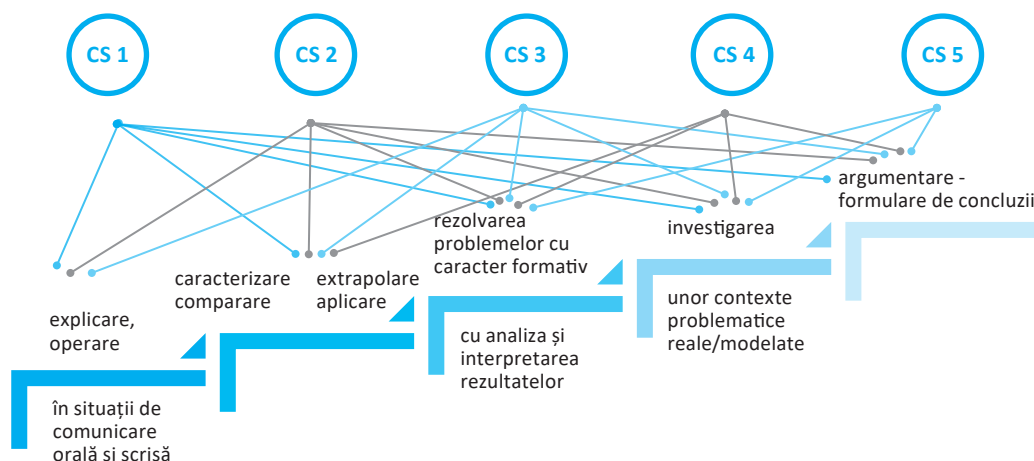 CS 1
CS 2
CS 3
CS 4
CS 5
explicare,
operare
în situații de
comunicare
orală și scrisă
caracterizare
comparare
extrapolare
aplicare
rezolvarea
problemelor cu
caracter formativ
cu analiza și
interpretarea
rezultatelor
investigarea
unor contexte
problematice
reale/modelate
argumentare -
formulare de concluzii